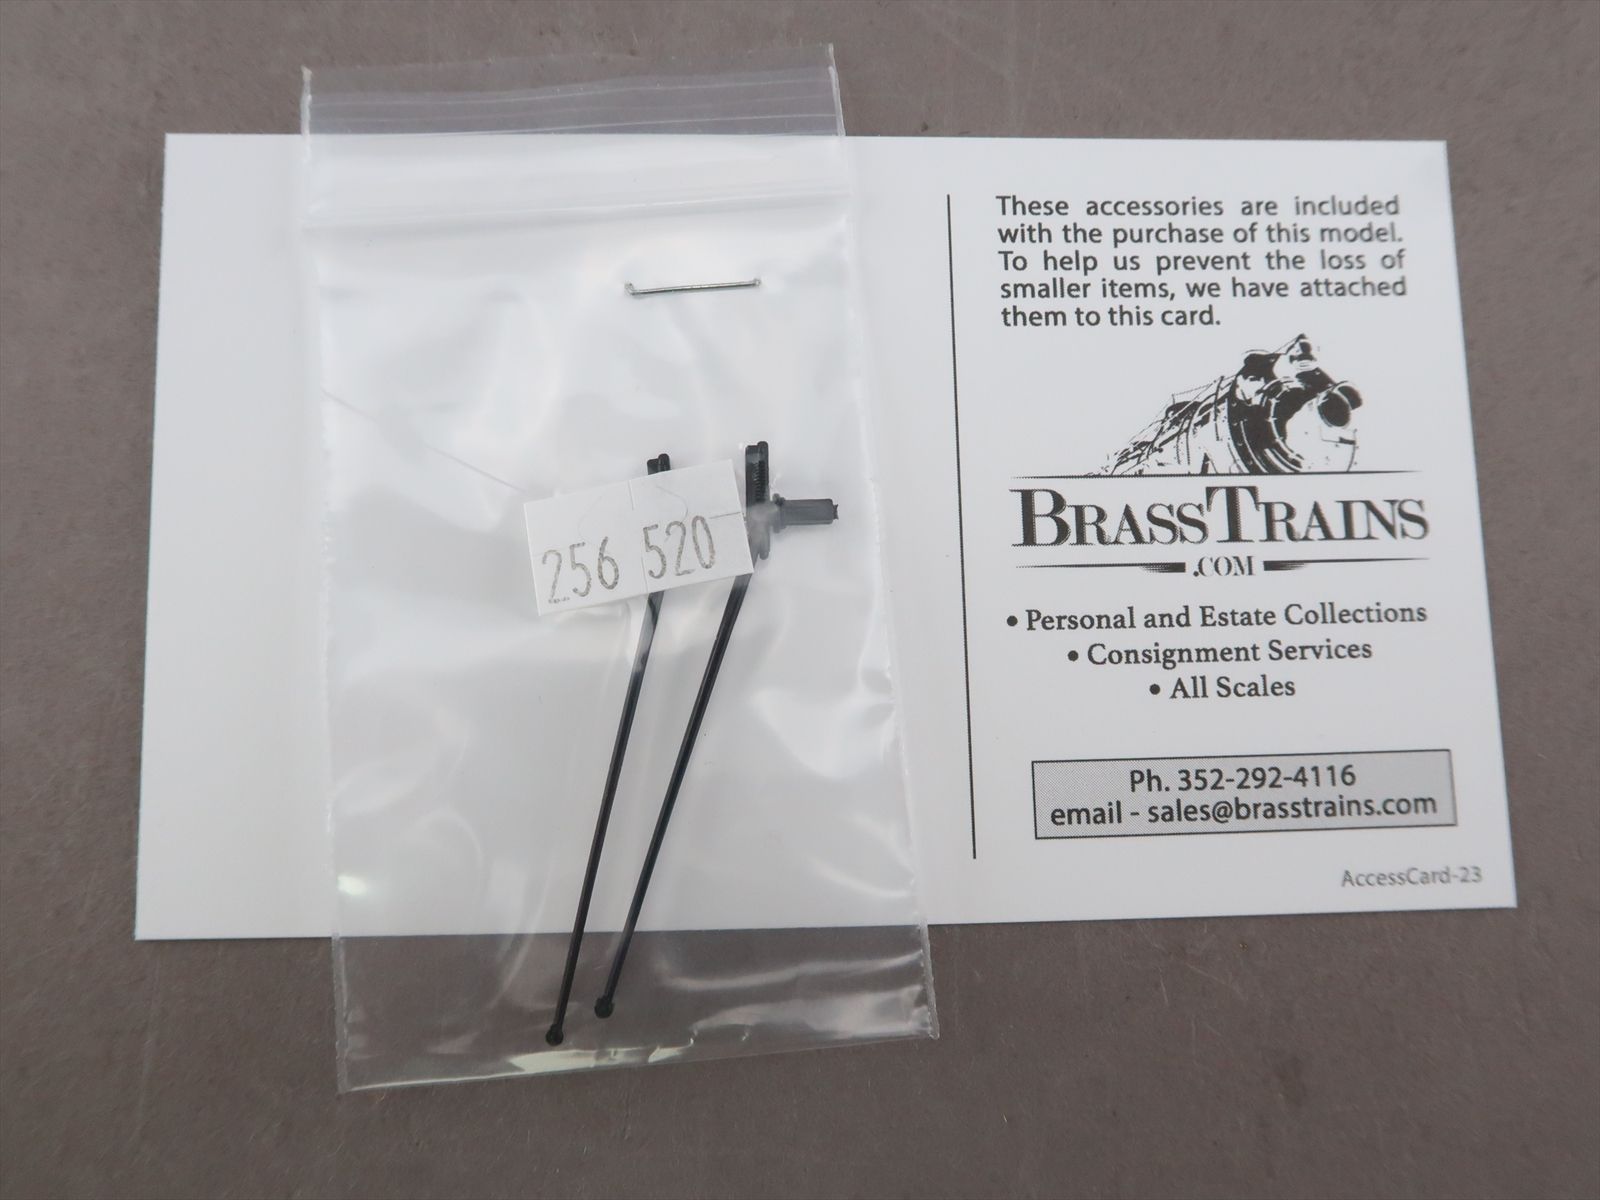 256 520
These accessories are included
with the purchase of this model.
To help us prevent the loss of
smaller items, we have attached
them to this card.
BRASSTRAINS
.COM
• Personal and Estate Collections
• Consignment Services
• All Scales
Ph. 352-292-4116
email - sales@brasstrains.com
AccessCard-23